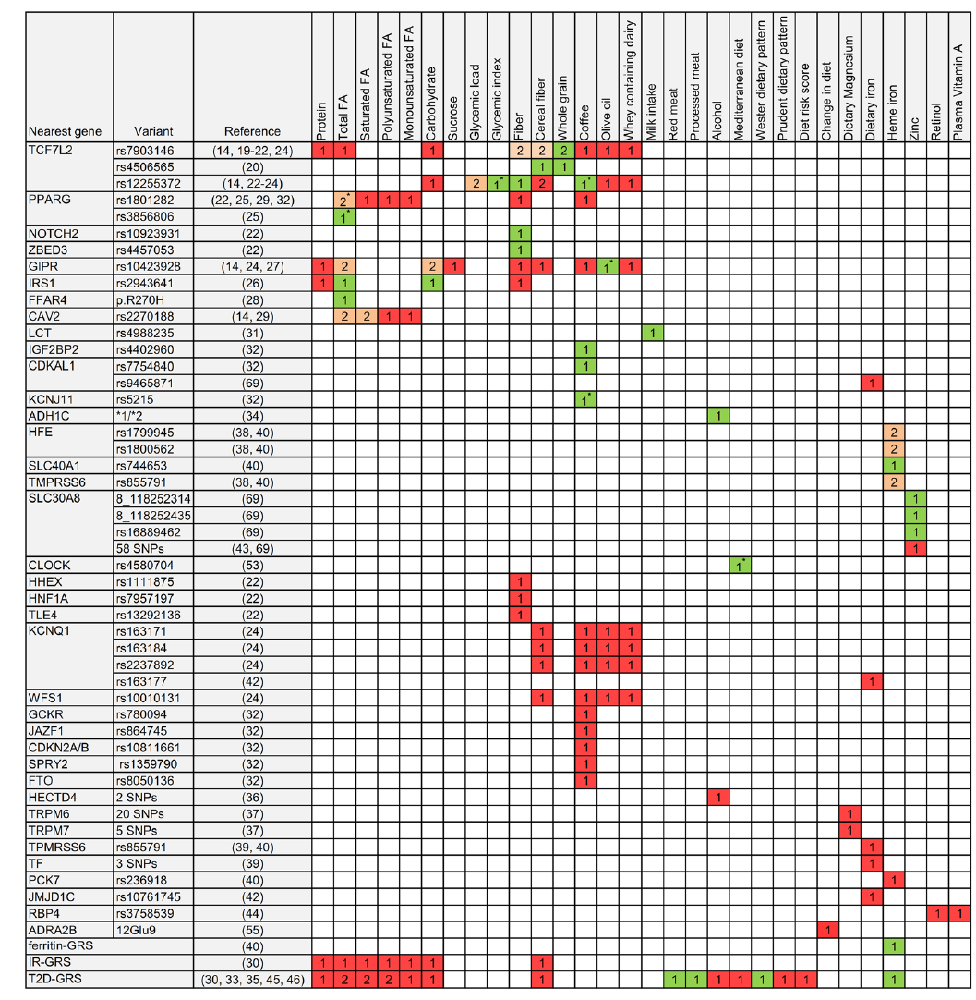 Nearest gene Variant Reference Protein Total FA Saturated FA Polyunsaturated FA Monounsaturated FA Carbohydrate Sucrose Glycemic load Glycemic index Fiber Cereal fiber Whole grain Coffee Olive oil Whey containing dairy Milk intake Red meat Processed meat Alcohol Mediterranean diet Wester dietary pattern Prudent dietary pattern Diet risk score Change in diet Dietary Magnesium Dietary iron Heme iron Zinc Retinol Plasma Vitamin A
TCF7L2 rs7903146 (14, 19-22, 24) 1 1 1 2 2 2 1 1 1
rs4506565 (20) 1 1
rs12255372 (14, 22-24) 1 2 1* 1 2 1* 1 1
PPARG rs1801282 (22, 25, 29, 32) 2* 1 1 1 1 1
rs3856806 (25) 1*
NOTCH2 rs10923931 (22) 1
ZBED3 rs4457053 (22) 1
GIPR rs10423928 (14, 24, 27) 1 2 2 1 1 1 1 1* 1
IRS1 rs2943641 (26) 1 1 1 1
FFAR4 p.R270H (28) 1
CAV2 rs2270188 (14, 29) 2 2 1 1
LCT rs4988235 (31) 1
IGF2BP2 rs4402960 (32) 1
CDKAL1 rs7754840 (32) 1
rs9465871 (69) 1
KCNJ11 rs5215 (32) 1*
ADH1C *1/*2 (34) 1
HFE rs1799945 (38, 40) 2
rs1800562 (38, 40) 2
SLC40A1 rs744653 (40) 1
TMPRSS6 rs855791 (38, 40) 2
SLC30A8 8_118252314 (69) 1
8_118252435 (69) 1
rs16889462 (69) 1
58 SNPs (43, 69) 1
CLOCK rs4580704 (53) 1*
HHEX rs1111875 (22) 1
HNF1A rs7957197 (22) 1
TLE4 rs13292136 (22) 1
KCNQ1 rs163171 (24) 1 1 1 1
rs163184 (24) 1 1 1 1
rs2237892 (24) 1 1 1 1
rs163177 (42) 1
WFS1 rs10010131 (24) 1 1 1 1
GCKR rs780094 (32) 1
JAZF1 rs864745 (32) 1
CDKN2A/B rs10811661 (32) 1
SPRY2 rs1359790 (32) 1
FTO rs8050136 (32) 1
HECTD4 2 SNPs (36) 1
TRPM6 20 SNPs (37) 1
TRPM7 5 SNPs (37) 1
TPMRSS6 rs855791 (39, 40) 1
TF 3 SNPs (39) 1
PCK7 rs236918 (40) 1
JMJD1C rs10761745 (42) 1
RBP4 rs3758539 (44) 1 1
ADRA2B 12Glu9 (55) 1
ferritin-GRS (40) 1
IR-GRS (30) 1 1 1 1 1 1 1
T2D-GRS (30, 33, 35, 45, 46) 1 2 2 2 1 1 1 1 1 1 1 1 1 1 1